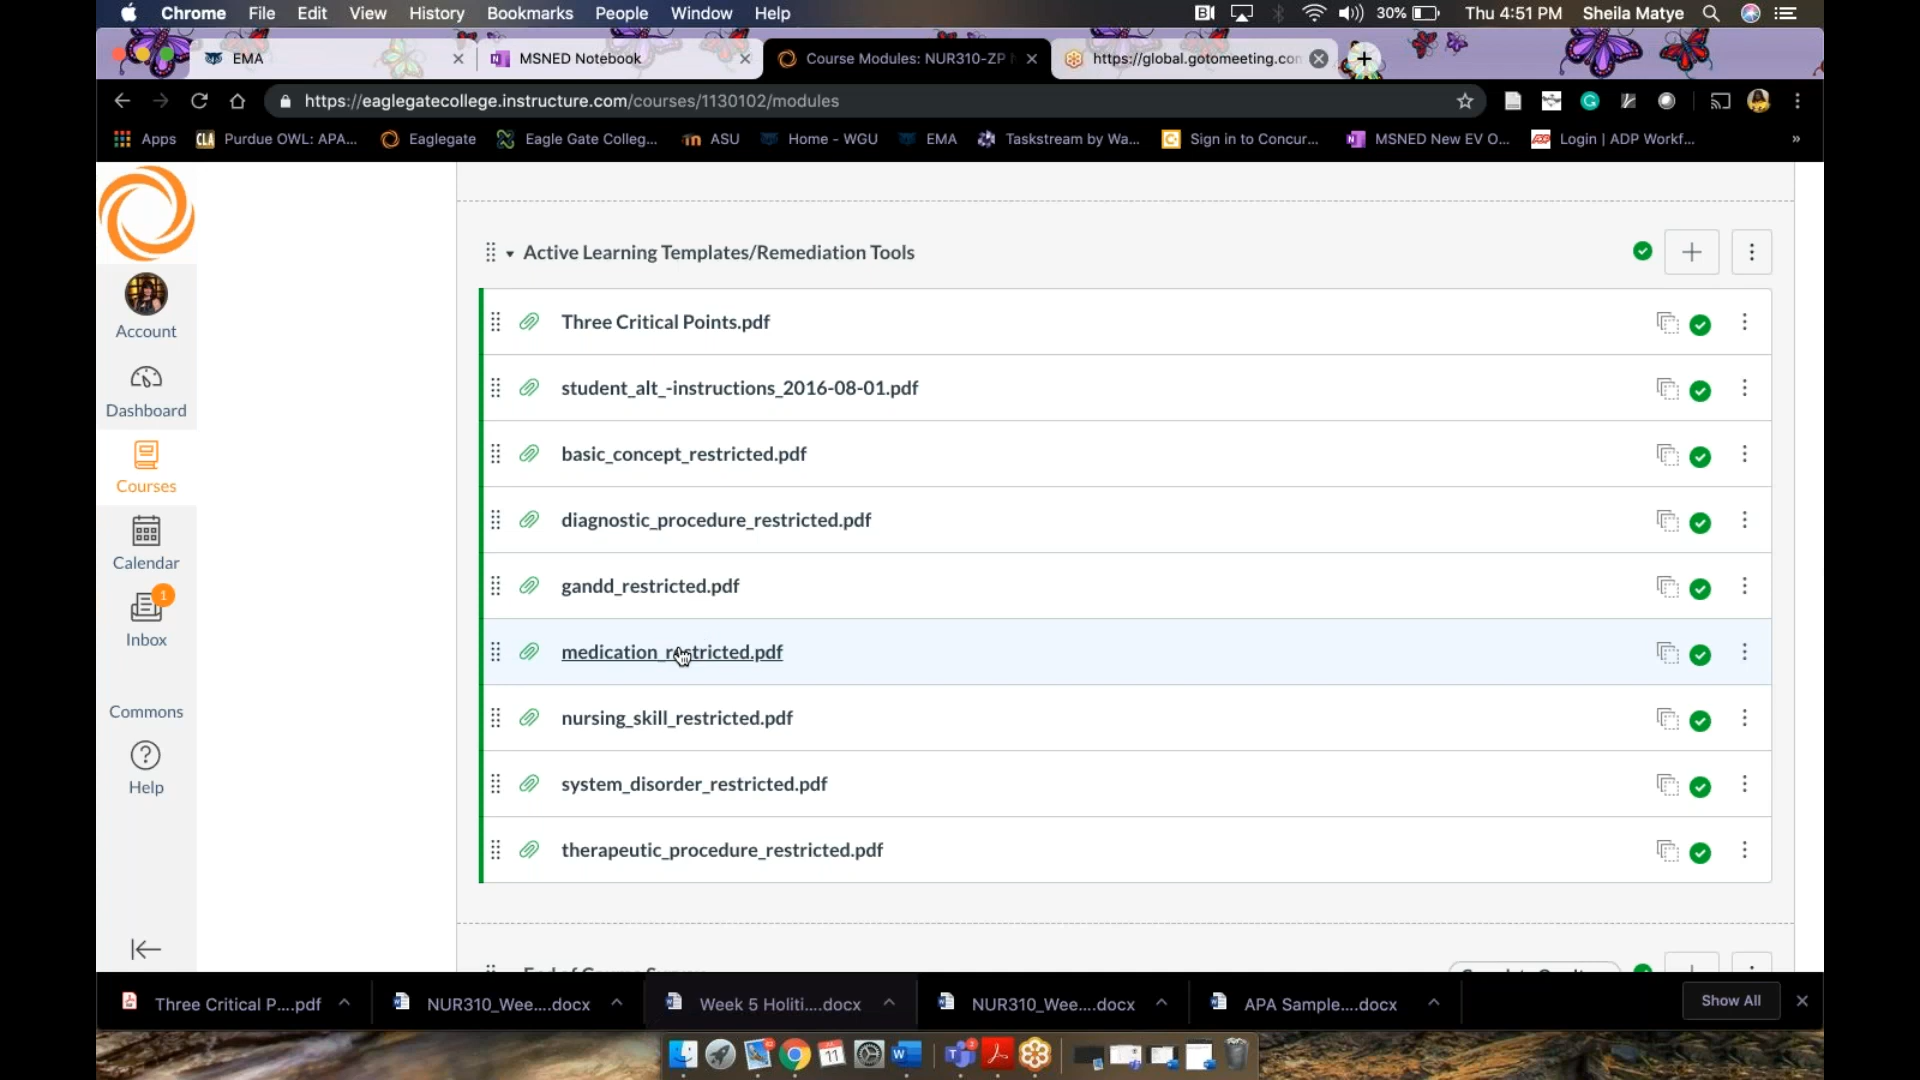 Chrome File Edit View History Bookmarks People Window Help 30% Thu 4:51 PM Sheila Matye
EMA MSNED Notebook Course Modules: NUR310-ZP https://global.gotomeeting.con
https://eaglegatecollege.instructure.com/courses/1130102/modules
Apps CLA Purdue OWL: APA... Eaglegate Eagle Gate Colleg... ASU Home - WGU EMA Taskstream by Wa... Sign in to Concur... MSNED New EV O... Login | ADP Workf... »
Active Learning Templates/Remediation Tools
Account
Dashboard
Courses
Calendar
1
Inbox
Commons
Help
Three Critical Points.pdf
student_alt_-instructions_2016-08-01.pdf
basic_concept_restricted.pdf
diagnostic_procedure_restricted.pdf
gandd_restricted.pdf
medication_restricted.pdf
nursing_skill_restricted.pdf
system_disorder_restricted.pdf
therapeutic_procedure_restricted.pdf
Three Critical P....pdf NUR310_Wee....docx Week 5 Holiti....docx NUR310_Wee....docx APA Sample....docx Show All
11